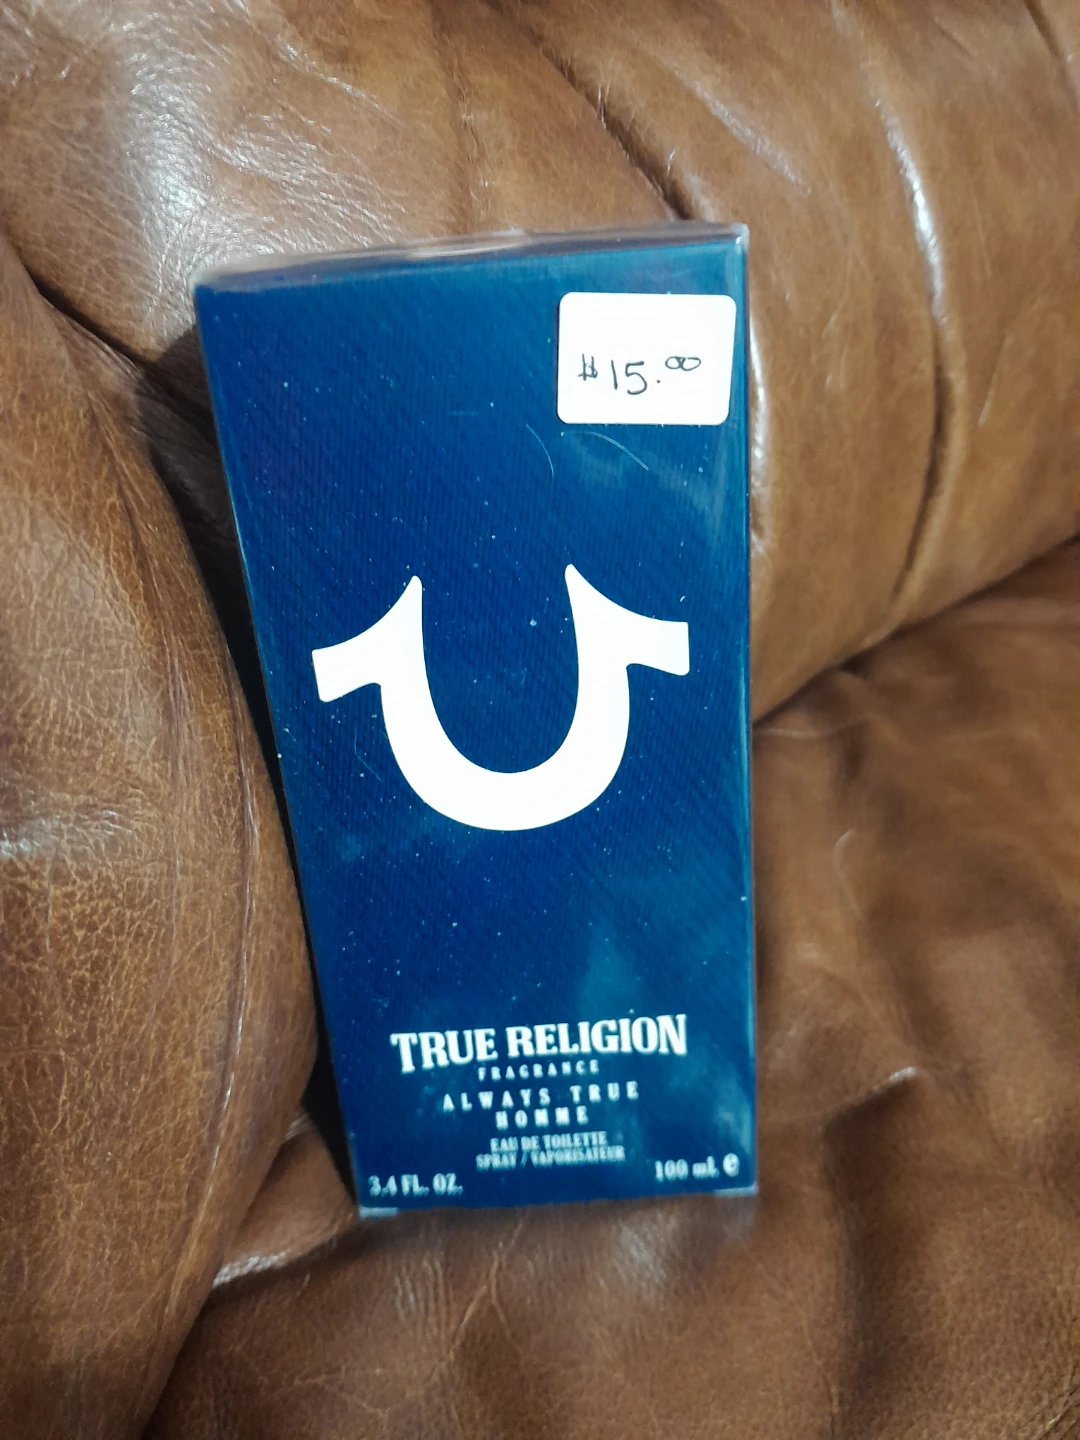 $15.00
TRUE RELIGION
FRAGRANCE
ALWAYS TRUE
HOMME
EAU DE TOILETTE
SPRAY / VAPORISATEUR
3.4 FL. OZ. 100 mL e